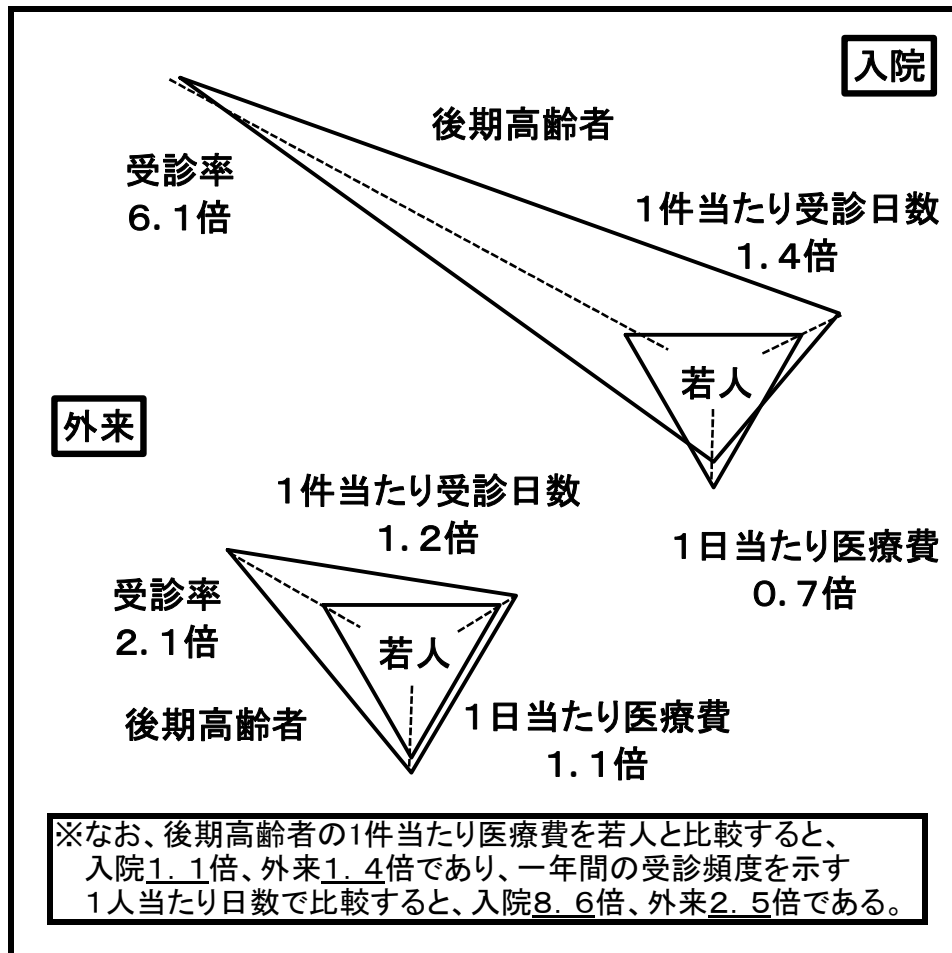 入院
後期高齢者
受診率
6.1倍
1件当たり受診日数
1.4倍
若人
1日当たり医療費
0.7倍
外来
1件当たり受診日数
1.2倍
受診率
2.1倍
若人
後期高齢者
1日当たり医療費
1.1倍
※なお、後期高齢者の1件当たり医療費を若人と比較すると、
入院1.1倍、外来1.4倍であり、一年間の受診頻度を示す
1人当たり日数で比較すると、入院8.6倍、外来2.5倍である。